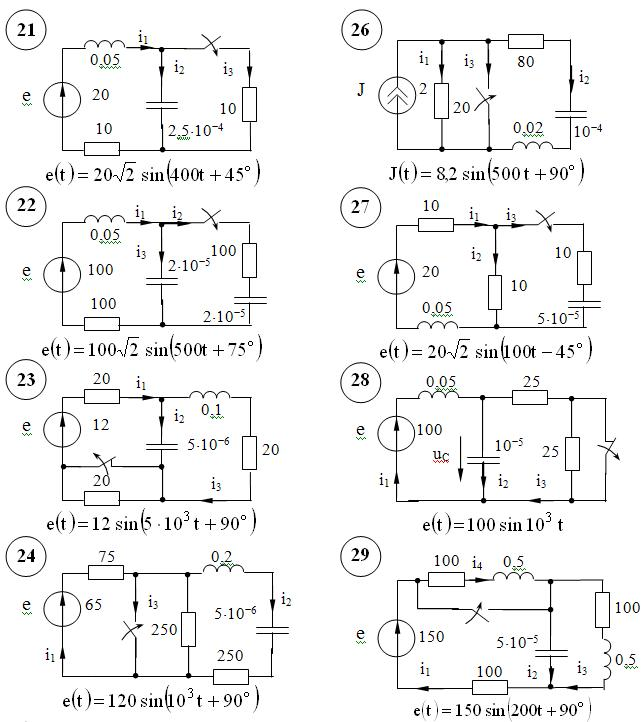 21
i₁
0,05
i₂
i₃
e
20
10
10
2,5·10⁻⁴
e(t) = 20√2 sin(400t + 45°)
26
i₁
i₃
80
J
2
20
i₂
0,02
10⁻⁴
J(t) = 8,2 sin(500 t + 90°)
22
i₁
i₂
0,05
i₃
100
e
100
2·10⁻⁵
100
2·10⁻⁵
e(t) = 100√2 sin(500t + 75°)
27
10
i₁
i₃
i₂
10
e
20
10
0,05
5·10⁻⁵
e(t) = 20√2 sin(100t − 45°)
23
20
i₁
i₂
0,1
e
12
5·10⁻⁶
20
20
i₃
e(t) = 12 sin(5 · 10³ t + 90°)
28
0,05
25
e
100
uC
10⁻⁵
25
i₁
i₂
i₃
e(t) = 100 sin 10³ t
24
75
0,2
e
65
i₃
5·10⁻⁶
i₂
250
i₁
250
e(t) = 120 sin(10³ t + 90°)
29
100
i₄
0,5
100
e
150
5·10⁻⁵
0,5
i₁
100
i₂
i₃
e(t) = 150 sin(200t + 90°)